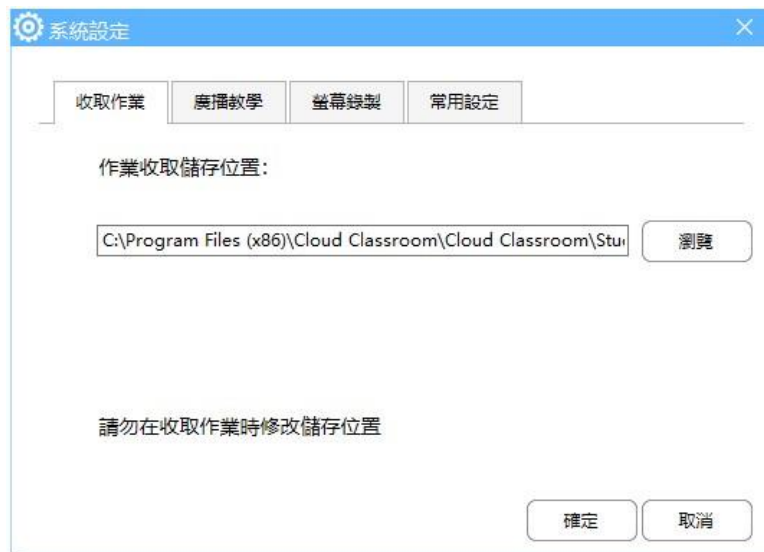 系統設定
收取作業 廣播教學 螢幕錄製 常用設定
作業收取儲存位置:
C:\Program Files (x86)\Cloud Classroom\Cloud Classroom\Stu 瀏覽
請勿在收取作業時修改儲存位置
確定 取消